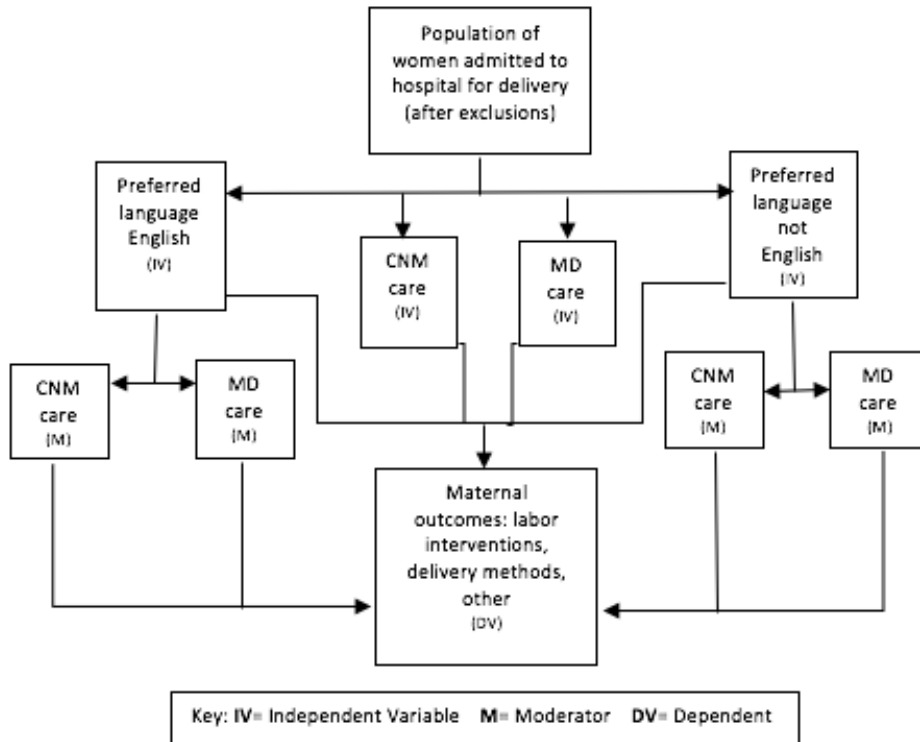 Population of
women admitted to
hospital for delivery
(after exclusions)
Preferred
language
English
(IV)
CNM
care
(IV)
MD
care
(IV)
Preferred
language
not
English
(IV)
CNM
care
(M)
MD
care
(M)
CNM
care
(M)
MD
care
(M)
Maternal
outcomes: labor
interventions,
delivery methods,
other
(DV)
Key: IV= Independent Variable M= Moderator DV= Dependent